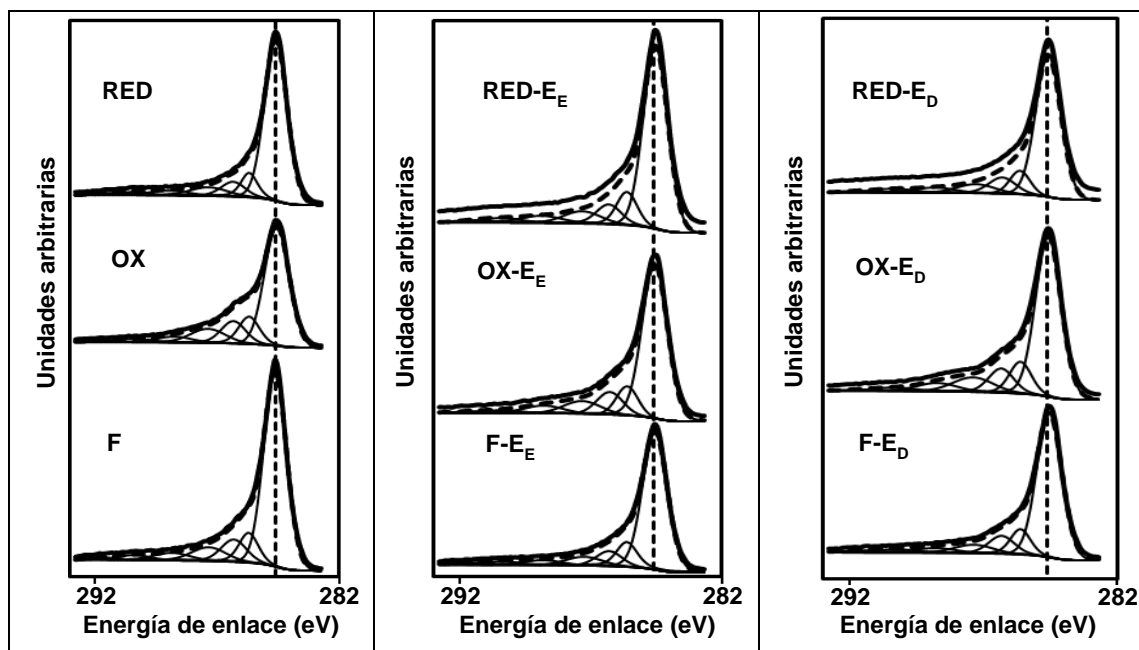 Unidades arbitrarias
RED
OX
F
292
282
Energía de enlace (eV)
Unidades arbitrarias
RED-E_E
OX-E_E
F-E_E
292
282
Energía de enlace (eV)
Unidades arbitrarias
RED-E_D
OX-E_D
F-E_D
292
282
Energía de enlace (eV)